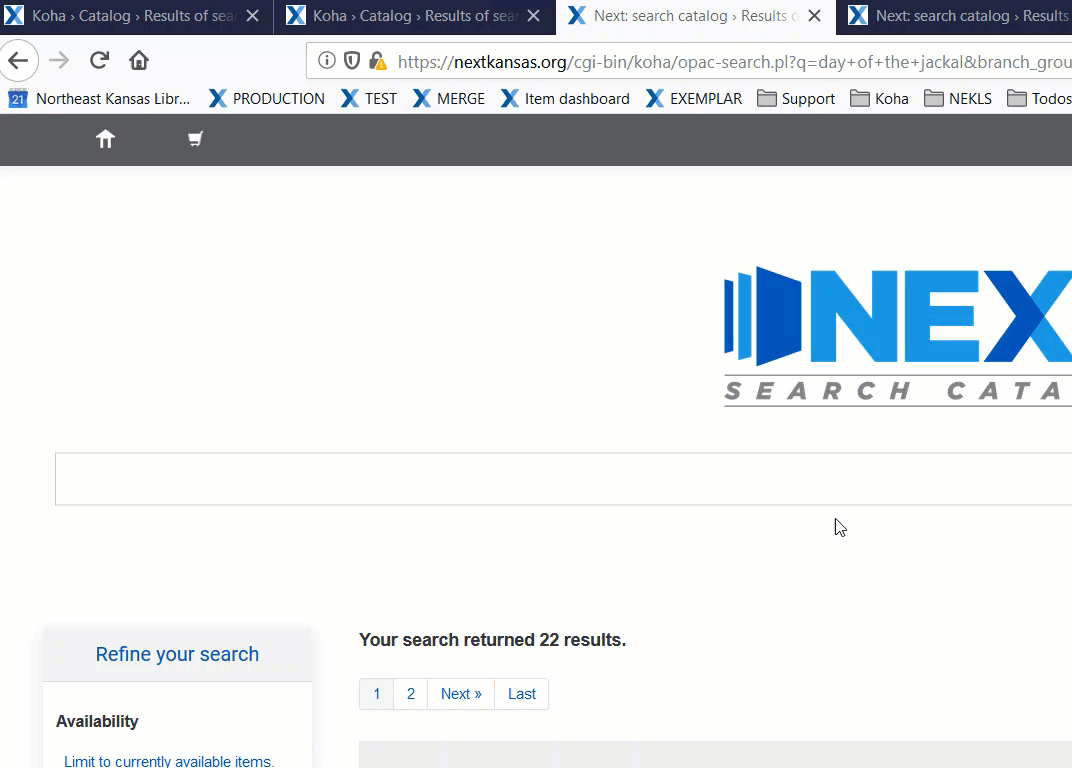 Koha › Catalog › Results of sea
Koha › Catalog › Results of sea
Next: search catalog › Results o
Next: search catalog › Results
https://nextkansas.org/cgi-bin/koha/opac-search.pl?q=day+of+the+jackal&branch_grou
21
Northeast Kansas Libr...
PRODUCTION
TEST
MERGE
Item dashboard
EXEMPLAR
Support
Koha
NEKLS
Todos
NEX
SEARCH CATA
Refine your search
Your search returned 22 results.
1 2 Next » Last
Availability
Limit to currently available items.